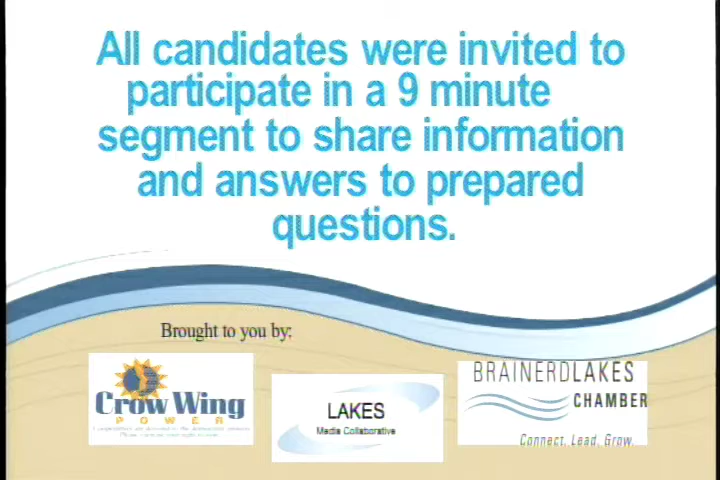 All candidates were invited to
participate in a 9 minute
segment to share information
and answers to prepared
questions.
Brought to you by:
Crow Wing
POWER
LAKES
Media Collaborative
BRAINERDLAKES
CHAMBER
Connect. Lead. Grow.